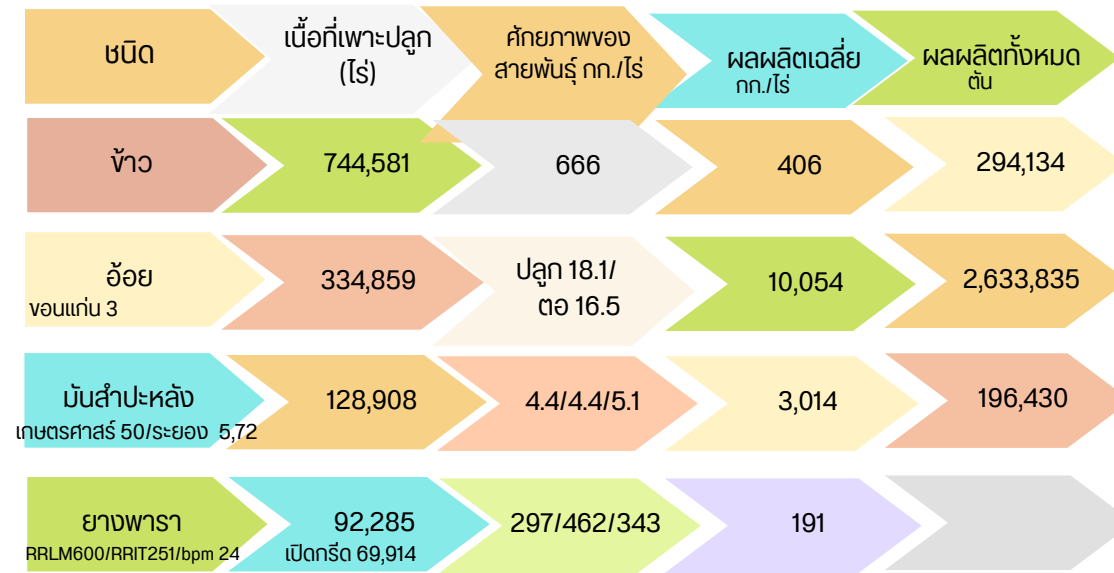 ชนิด
เนื้อที่เพาะปลูก
(ไร่)
ศักยภาพของ
สายพันธุ์ กก./ไร่
ผลผลิตเฉลี่ย
กก./ไร่
ผลผลิตทั้งหมด
ตัน
ข้าว
744,581
666
406
294,134
อ้อย
ขอนแก่น 3
334,859
ปลูก 18.1/
ตอ 16.5
10,054
2,633,835
มันสำปะหลัง
เกษตรศาสร์ 50/ระยอง 5,72
128,908
4.4/4.4/5.1
3,014
196,430
ยางพารา
RRLM600/RRIT251/bpm 24
92,285
เปิดกรีด 69,914
297/462/343
191